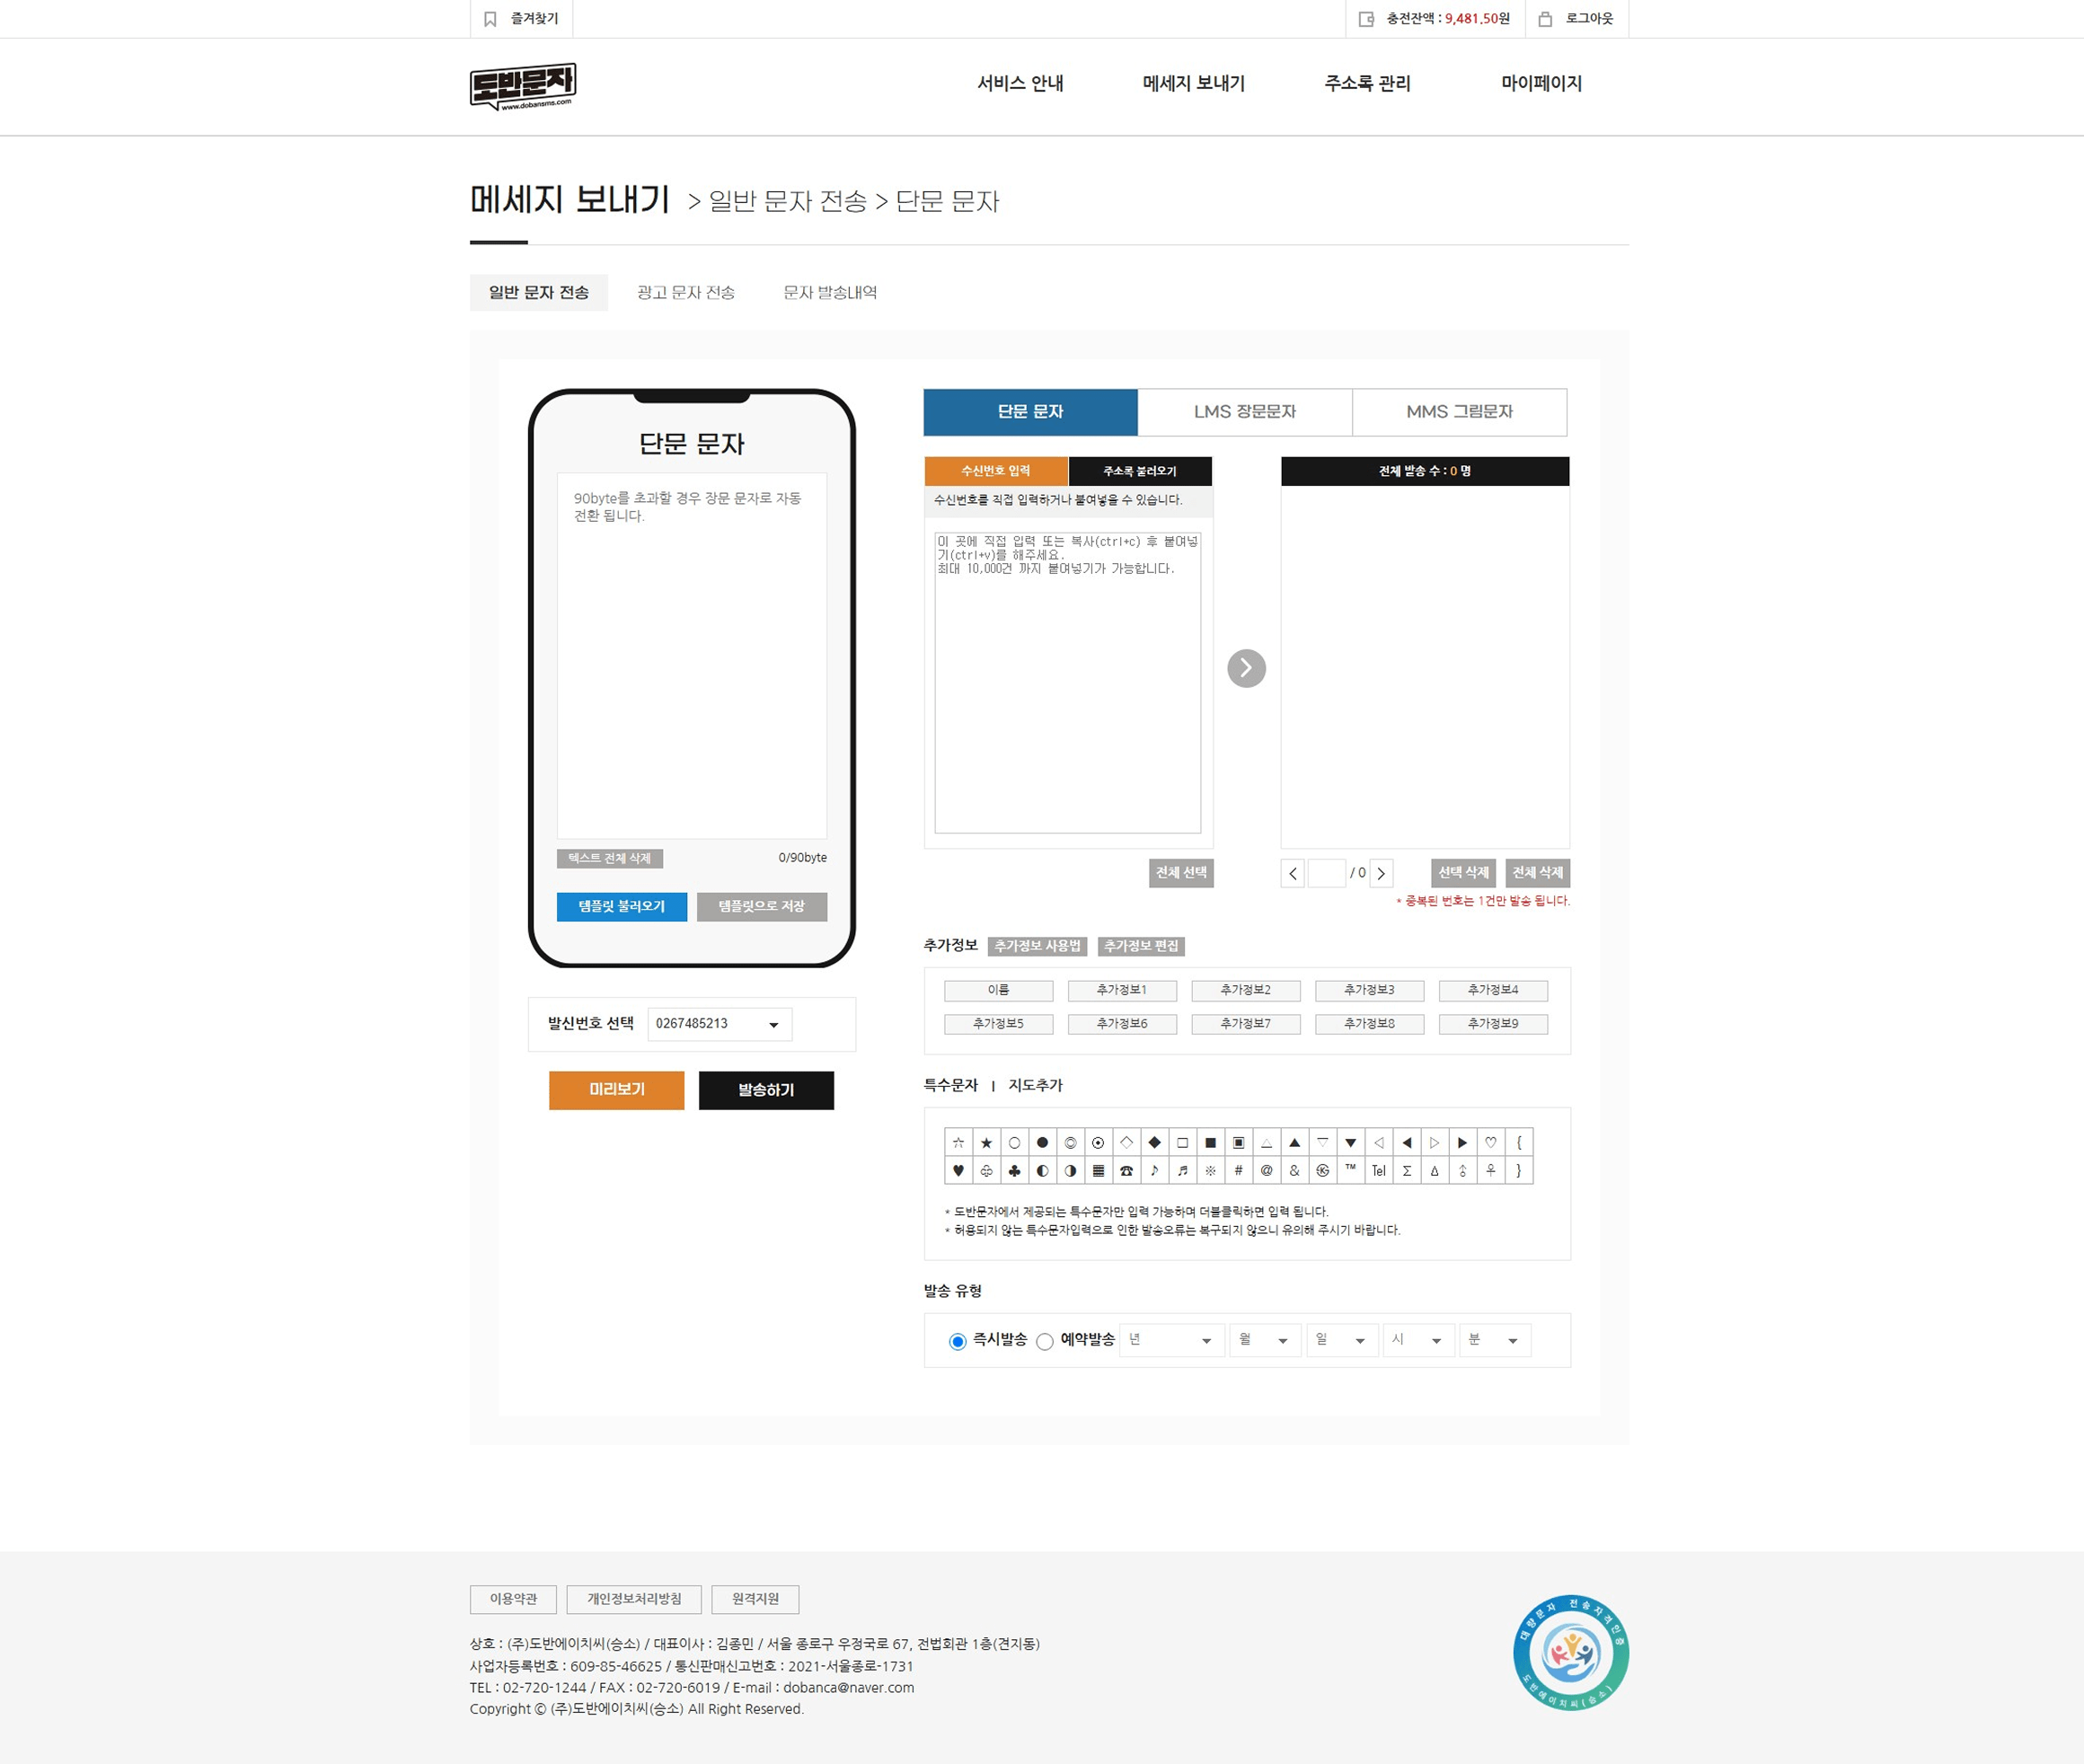 즐겨찾기
충전잔액 : 9,481.50원
로그아웃
도반문자
www.dobansms.com
서비스 안내
메세지 보내기
주소록 관리
마이페이지
메세지 보내기 > 일반 문자 전송 > 단문 문자
일반 문자 전송
광고 문자 전송
문자 발송내역
단문 문자
90byte를 초과할 경우 장문 문자로 자동
전환 됩니다.
텍스트 전체 삭제
0/90byte
템플릿 불러오기
템플릿으로 저장
발신번호 선택
0267485213
미리보기
발송하기
단문 문자
LMS 장문문자
MMS 그림문자
수신번호 입력
주소록 불러오기
수신번호를 직접 입력하거나 붙여넣을 수 있습니다.
이 곳에 직접 입력 또는 복사(ctrl+c) 후 붙여넣
기(ctrl+v)를 해주세요.
최대 10,000건 까지 붙여넣기가 가능합니다.
전체 선택
전체 발송 수 : 0 명
/ 0
선택 삭제
전체 삭제
* 중복된 번호는 1건만 발송 됩니다.
추가정보
추가정보 사용법
추가정보 편집
이름
추가정보1
추가정보2
추가정보3
추가정보4
추가정보5
추가정보6
추가정보7
추가정보8
추가정보9
특수문자 | 지도추가
☆ ★ ○ ● ◎ ⊙ ◇ ◆ □ ■ ▣ △ ▲ ▽ ▼ ◁ ◀ ▷ ▶ ♡ {
♥ ♧ ♣ ◐ ◑ ▦ ☎ ♪ ♬ ※ # @ & ㉿ ™ Tel Σ Δ ♂ ♀ }
* 도반문자에서 제공되는 특수문자만 입력 가능하며 더블클릭하면 입력 됩니다.
* 허용되지 않는 특수문자입력으로 인한 발송오류는 복구되지 않으니 유의해 주시기 바랍니다.
발송 유형
즉시발송
예약발송
년
월
일
시
분
이용약관
개인정보처리방침
원격지원
상호 : (주)도반에이치씨(승소) / 대표이사 : 김종민 / 서울 종로구 우정국로 67, 전법회관 1층(견지동)
사업자등록번호 : 609-85-46625 / 통신판매신고번호 : 2021-서울종로-1731
TEL : 02-720-1244 / FAX : 02-720-6019 / E-mail : dobanca@naver.com
Copyright ⓒ (주)도반에이치씨(승소) All Right Reserved.
대량문자 전송자격인증
도반에이치씨(승소)